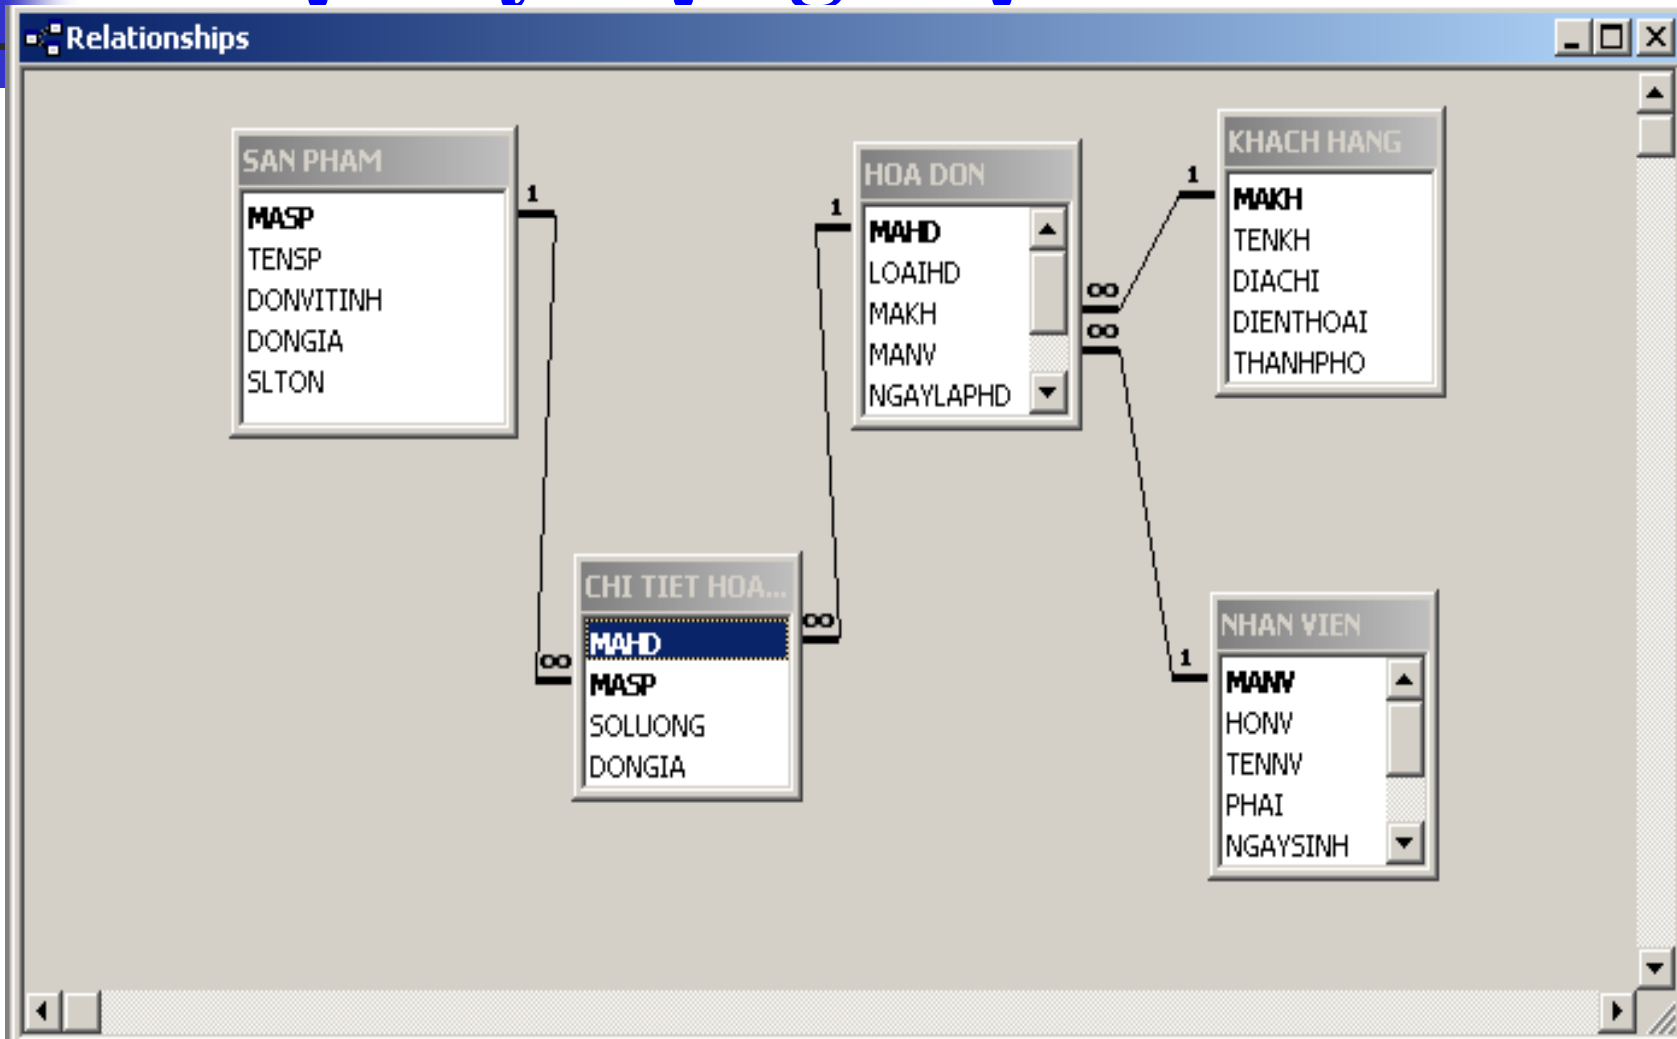 Relationships
SAN PHAM
MASP
TENSP
DONVITINH
DONGIA
SLTON
1
∞
CHI TIET HOA...
MAHD
MASP
SOLUONG
DONGIA
∞
1
HOA DON
MAHD
LOAIHD
MAKH
MANV
NGAYLAPHD
∞
∞
1
KHACH HANG
MAKH
TENKH
DIACHI
DIENTHOAI
THANHPHO
1
NHAN VIEN
MANV
HONV
TENNV
PHAI
NGAYSINH